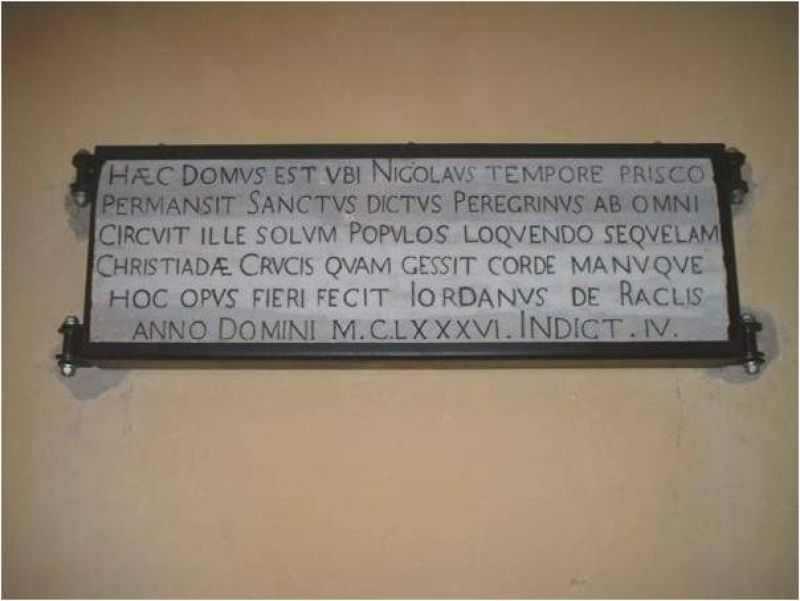 HÆC DOMVS EST VBI NICOLAVS TEMPORE PRISCO
PERMANSIT SANCTVS DICTVS PEREGRINVS AB OMNI
CIRCVIT ILLE SOLVM POPVLOS LOQVENDO SEQVELAM
CHRISTIADÆ CRVCIS QVAM GESSIT CORDE MANVQVE
HOC OPVS FIERI FECIT IORDANVS DE RACLIS
ANNO DOMINI M.C.LXXXVI. INDICT. IV.